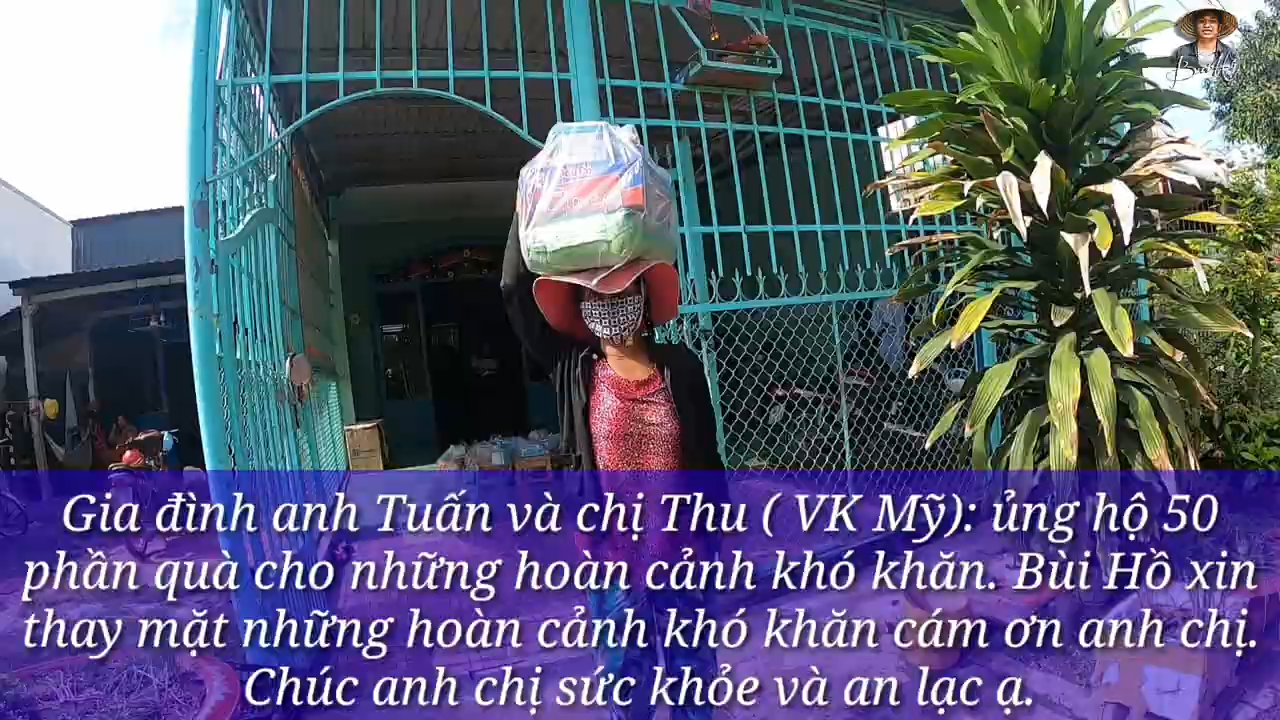 Gia đình anh Tuấn và chị Thu ( VK Mỹ): ủng hộ 50
phần quà cho những hoàn cảnh khó khăn. Bùi Hồ xin
thay mặt những hoàn cảnh khó khăn cám ơn anh chị.
Chúc anh chị sức khỏe và an lạc ạ.